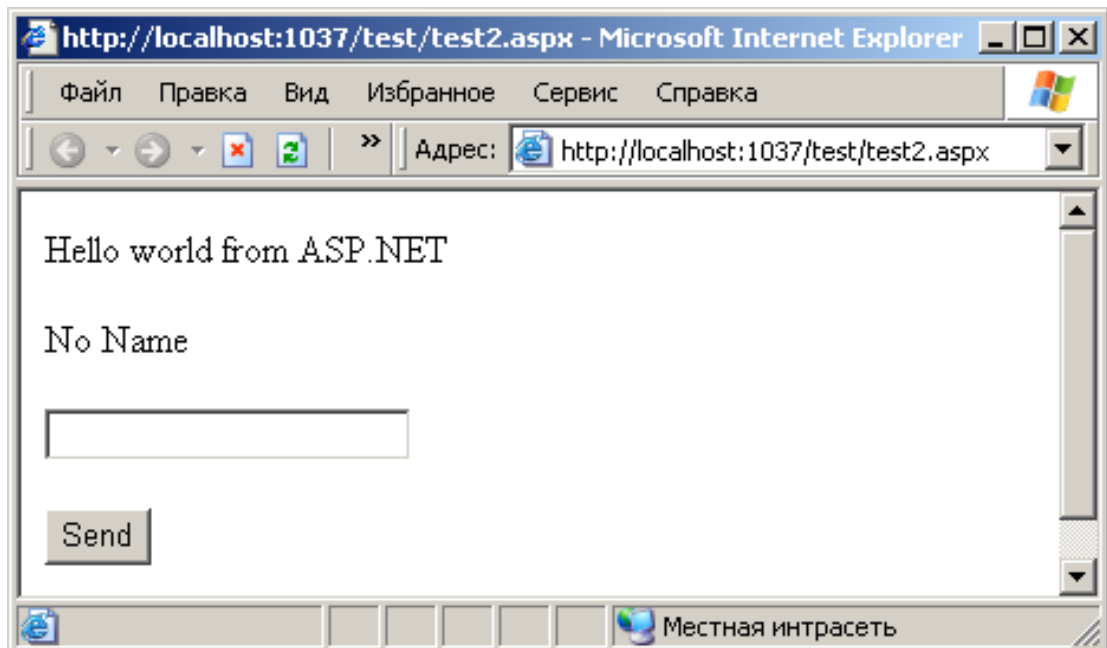 http://localhost:1037/test/test2.aspx - Microsoft Internet Explorer
Файл Правка Вид Избранное Сервис Справка
» Адрес: http://localhost:1037/test/test2.aspx
Hello world from ASP.NET
No Name
Send
Местная интрасеть